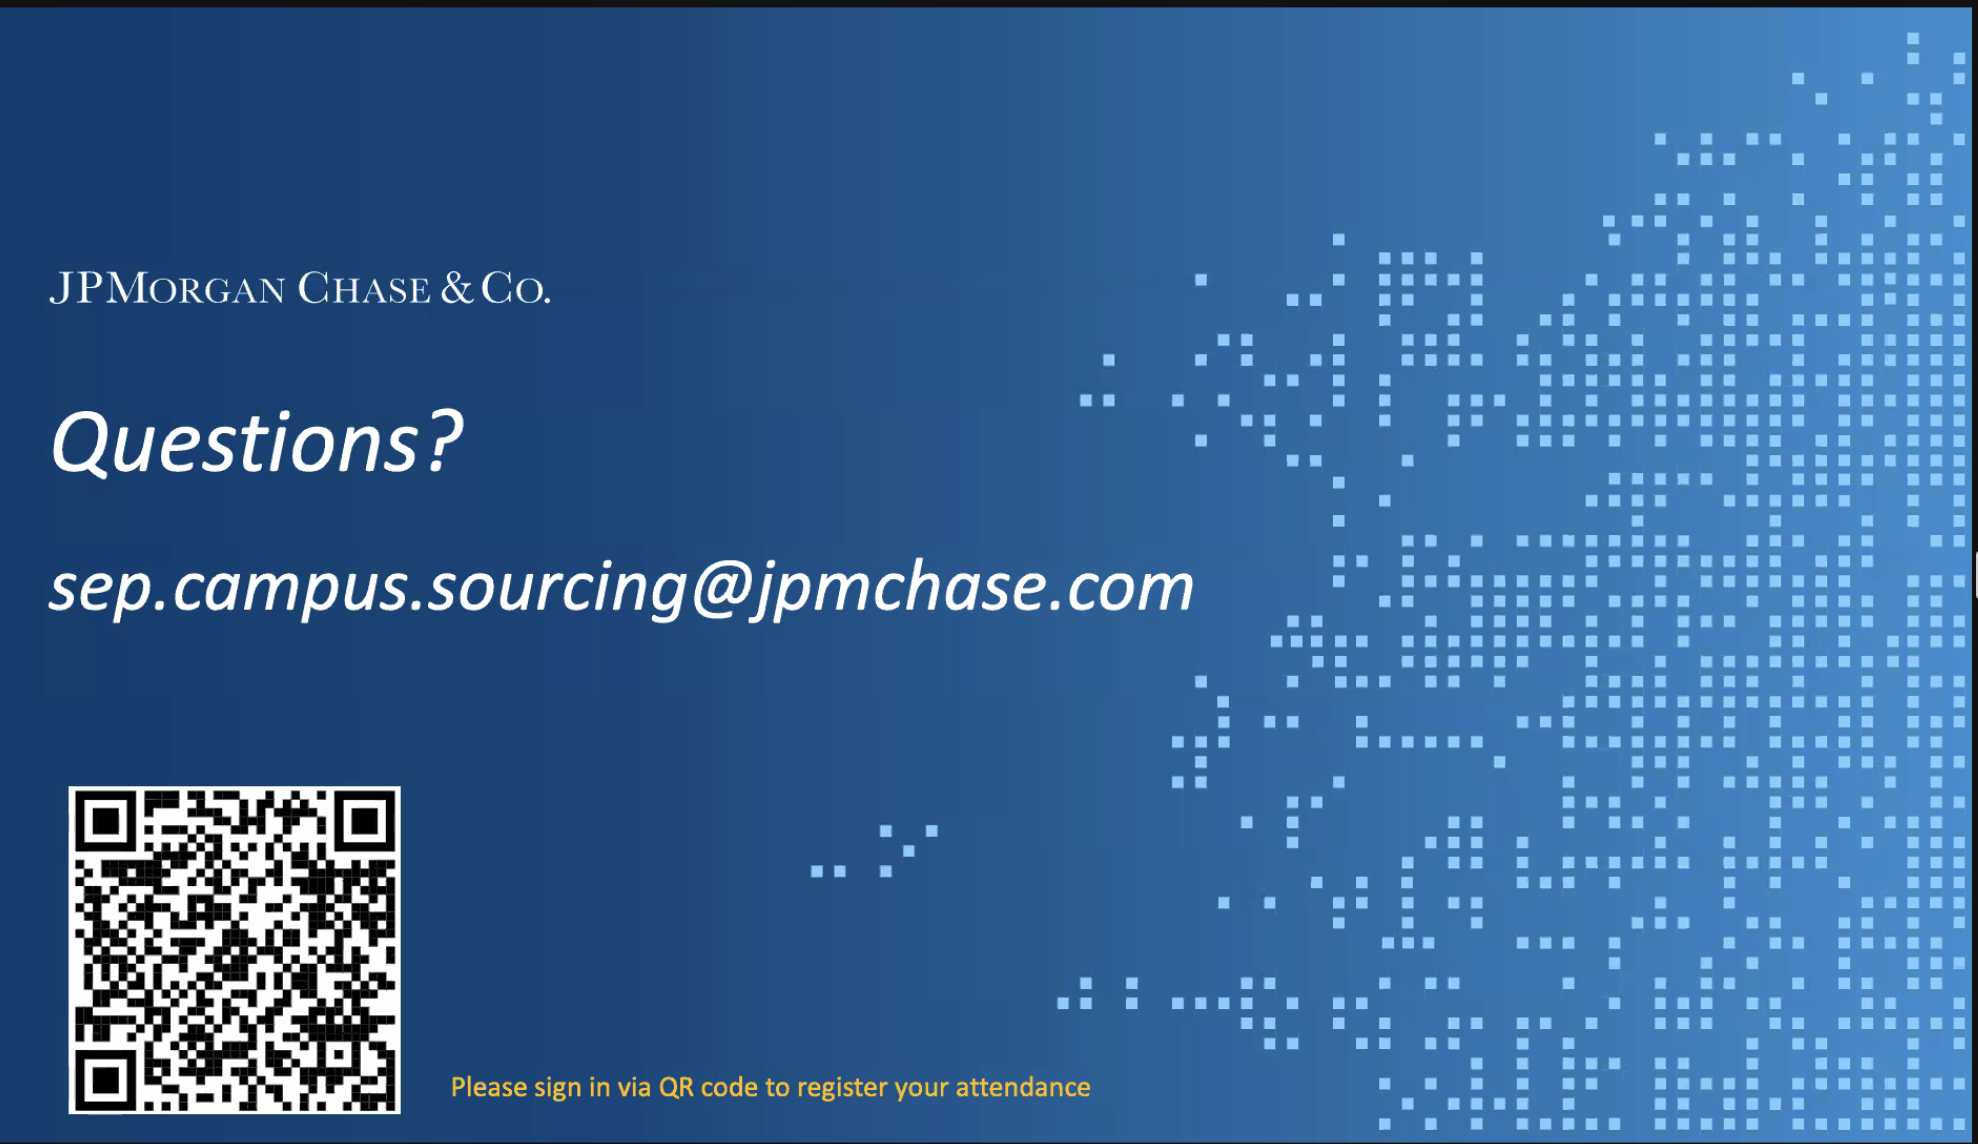 JPMORGAN CHASE & CO.
Questions?
sep.campus.sourcing@jpmchase.com
Please sign in via QR code to register your attendance